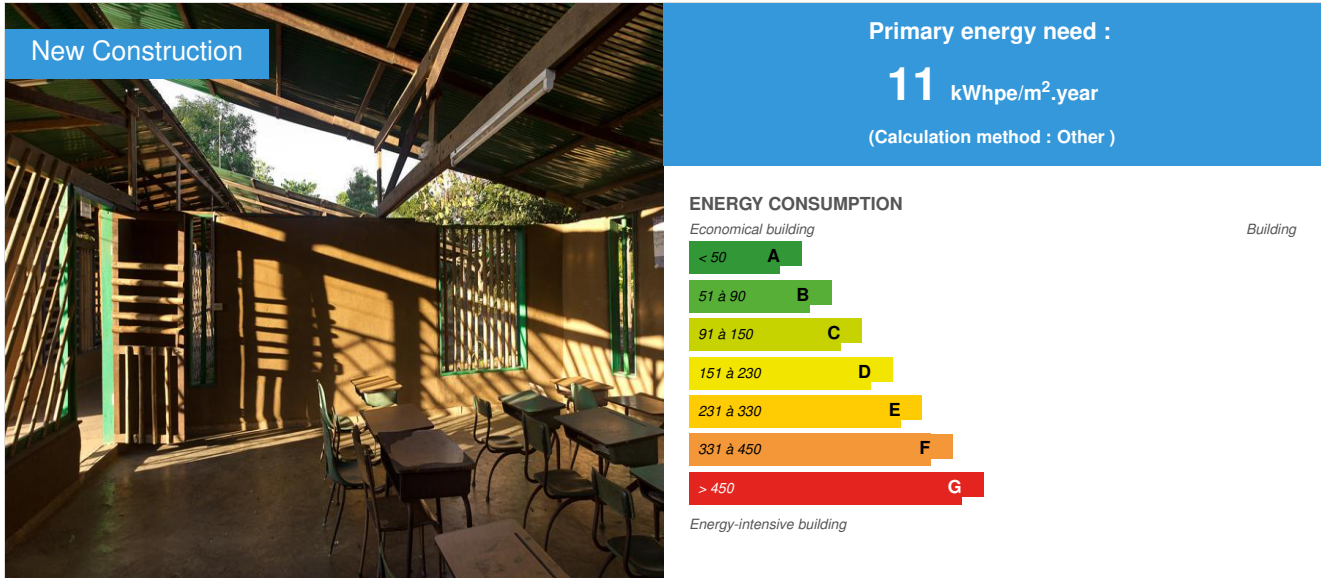 New Construction
Primary energy need :
11 kWhpe/m².year
(Calculation method : Other )
ENERGY CONSUMPTION
Economical building
Building
< 50 A
51 à 90 B
91 à 150 C
151 à 230 D
231 à 330 E
331 à 450 F
> 450 G
Energy-intensive building